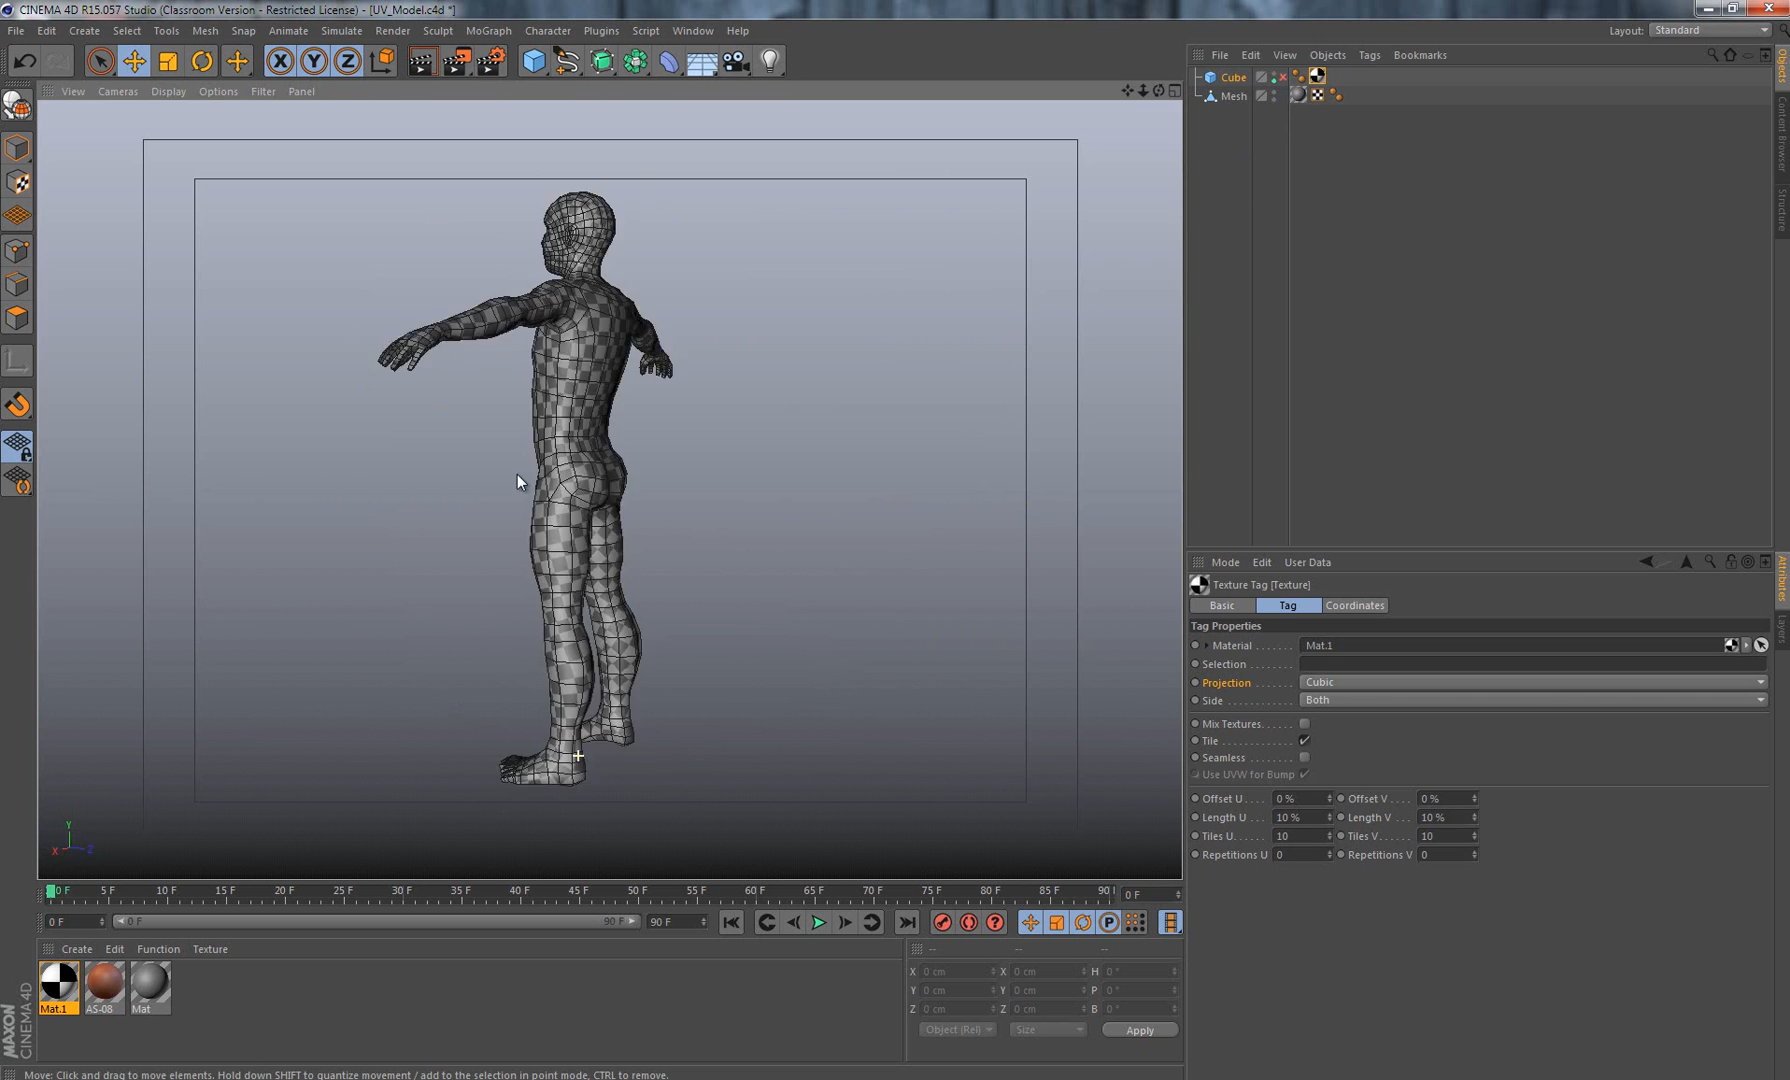 CINEMA 4D R15.057 Studio (Classroom Version - Restricted License) - [UV_Model.c4d *]
File Edit Create Select Tools Mesh Snap Animate Simulate Render Sculpt MoGraph Character Plugins Script Window Help
Layout: Standard
X Y Z
File Edit View Objects Tags Bookmarks
View Cameras Display Options Filter Panel
Cube
Mesh
Objects
Content Browser
Structure
Mode Edit User Data
Texture Tag [Texture]
Basic Tag Coordinates
Tag Properties
Material . . . . . . . Mat.1
Selection
Projection . . . . . . Cubic
Side . . . . . . . . . . Both
Mix Textures. . . . .
Tile . . . . . . . . . . .
Seamless . . . . . . .
Use UVW for Bump
Offset U . . . . 0 % Offset V . . . . 0 %
Length U . . . 10 % Length V . . . 10 %
Tiles U. . . . . . 10 Tiles V. . . . . . 10
Repetitions U 0 Repetitions V 0
Attributes
Layers
Y
X Z
0 F 5 F 10 F 15 F 20 F 25 F 30 F 35 F 40 F 45 F 50 F 55 F 60 F 65 F 70 F 75 F 80 F 85 F 90 0 F
0 F 0 F 90 F 90 F
P
Create Edit Function Texture
-- -- --
Mat.1 AS-08 Mat
X 0 cm X 0 cm H 0 °
Y 0 cm Y 0 cm P 0 °
Z 0 cm Z 0 cm B 0 °
Object (Rel) Size Apply
MAXON CINEMA 4D
Move: Click and drag to move elements. Hold down SHIFT to quantize movement / add to the selection in point mode, CTRL to remove.